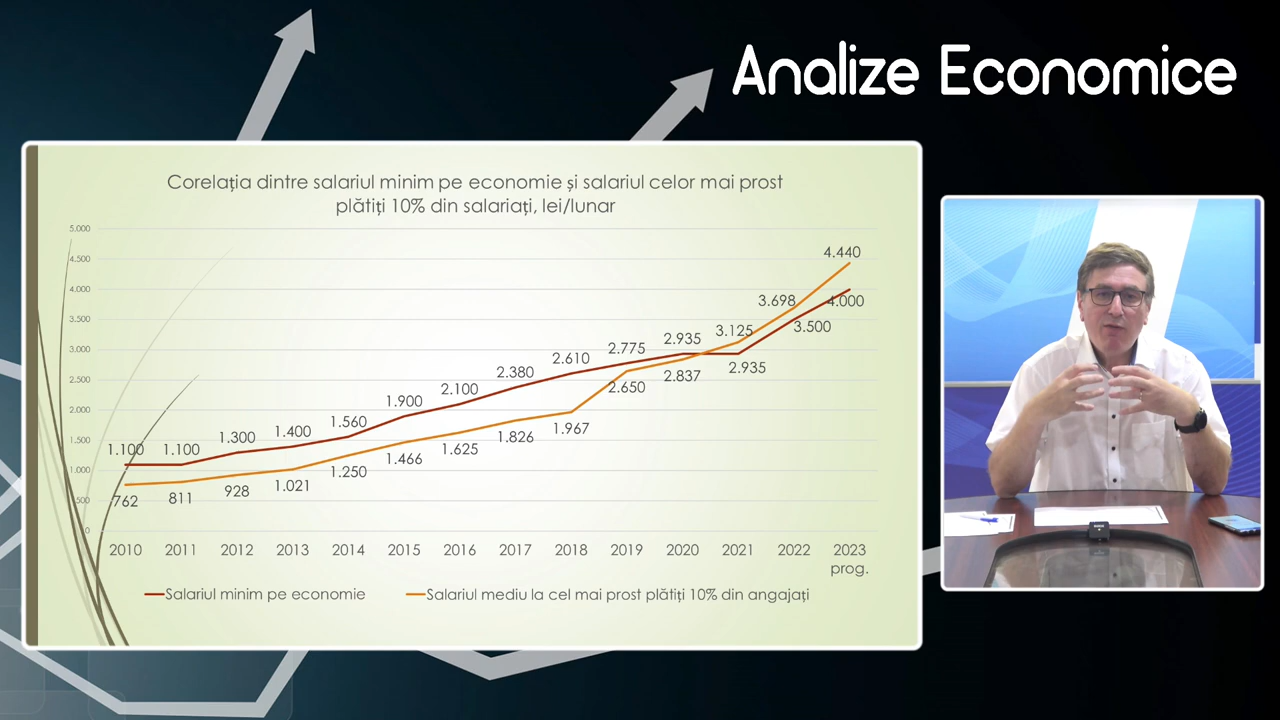 Analize Economice
Corelația dintre salariul minim pe economie și salariul celor mai prost
plătiți 10% din salariați, lei/lunar
5.000
4.500
4.000
3.500
3.000
2.500
2.000
1.500
1.000
500
0
1.100 1.100 1.300 1.400 1.560 1.900 2.100 2.380 2.610 2.775 2.935 2.935 3.500 4.000
762 811 928 1.021 1.250 1.466 1.625 1.826 1.967 2.650 2.837 3.125 3.698 4.440
2010 2011 2012 2013 2014 2015 2016 2017 2018 2019 2020 2021 2022 2023
prog.
Salariul minim pe economie Salariul mediu la cel mai prost plătiți 10% din angajați